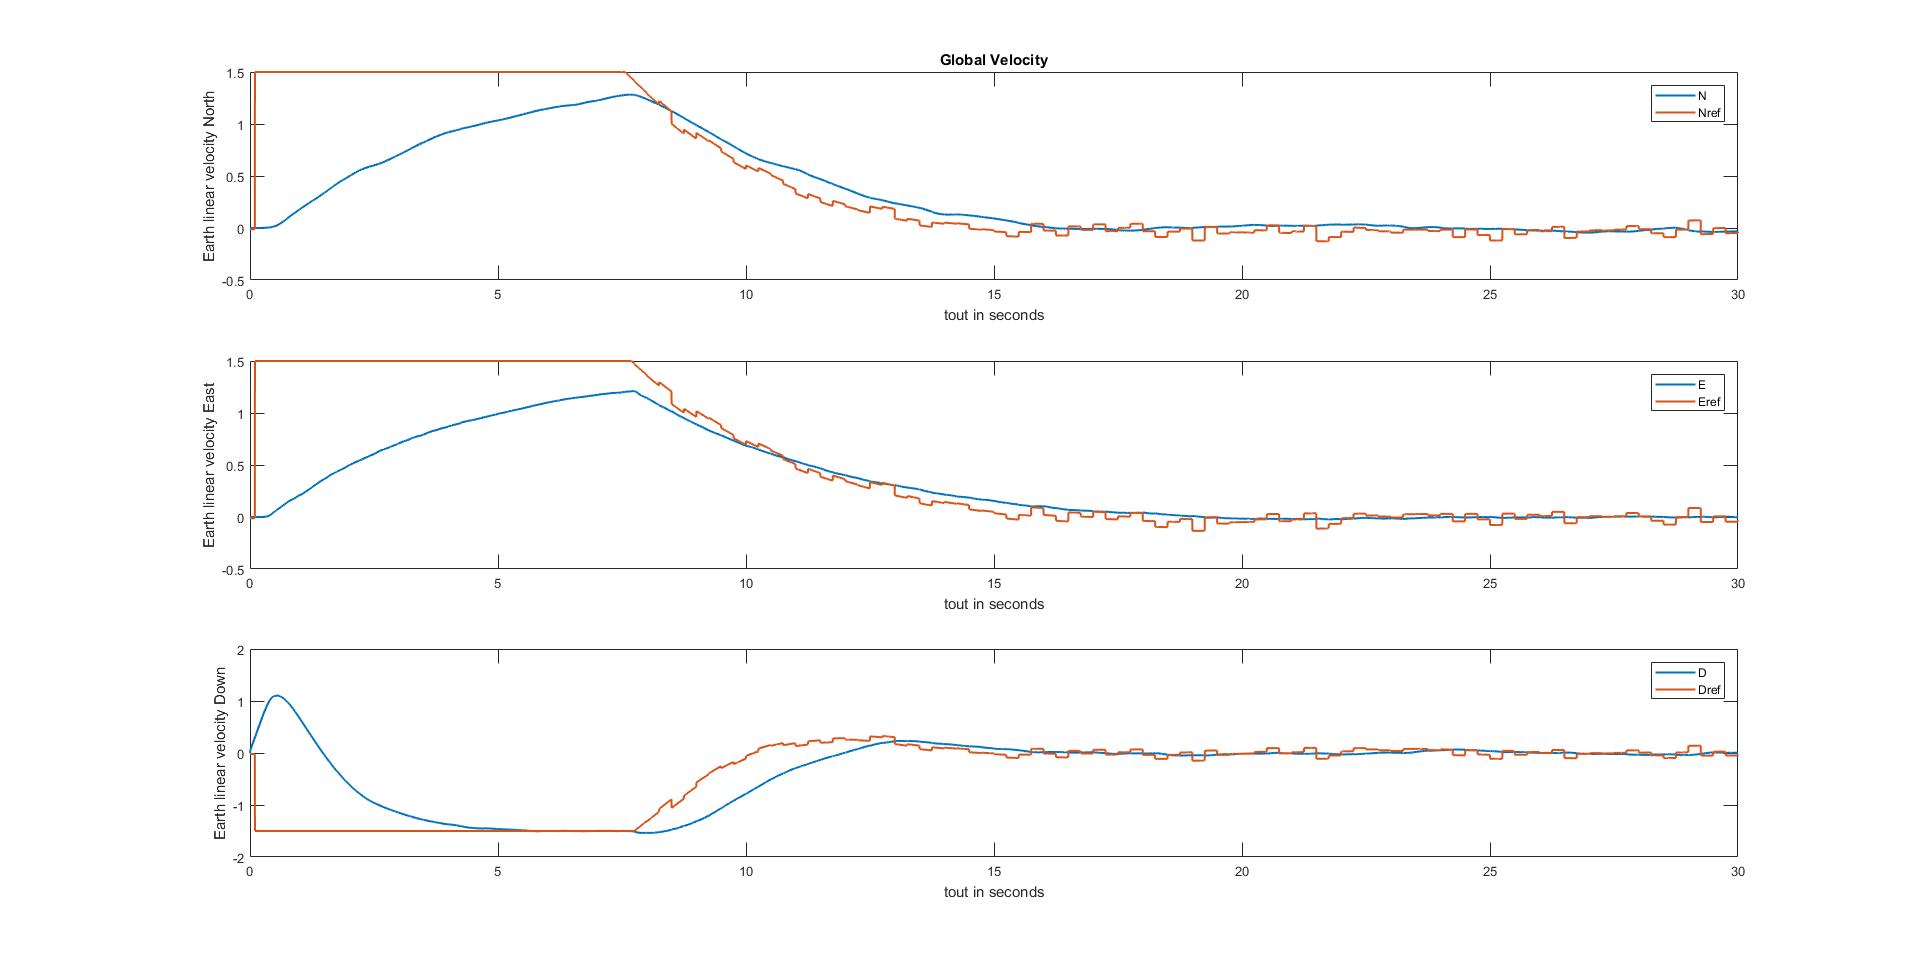 Global Velocity
Earth linear velocity North
1.5
1
0.5
0
-0.5
N
Nref
0 5 10 15 20 25 30
tout in seconds
Earth linear velocity East
1.5
1
0.5
0
-0.5
E
Eref
0 5 10 15 20 25 30
tout in seconds
Earth linear velocity Down
2
1
0
-1
-2
D
Dref
0 5 10 15 20 25 30
tout in seconds